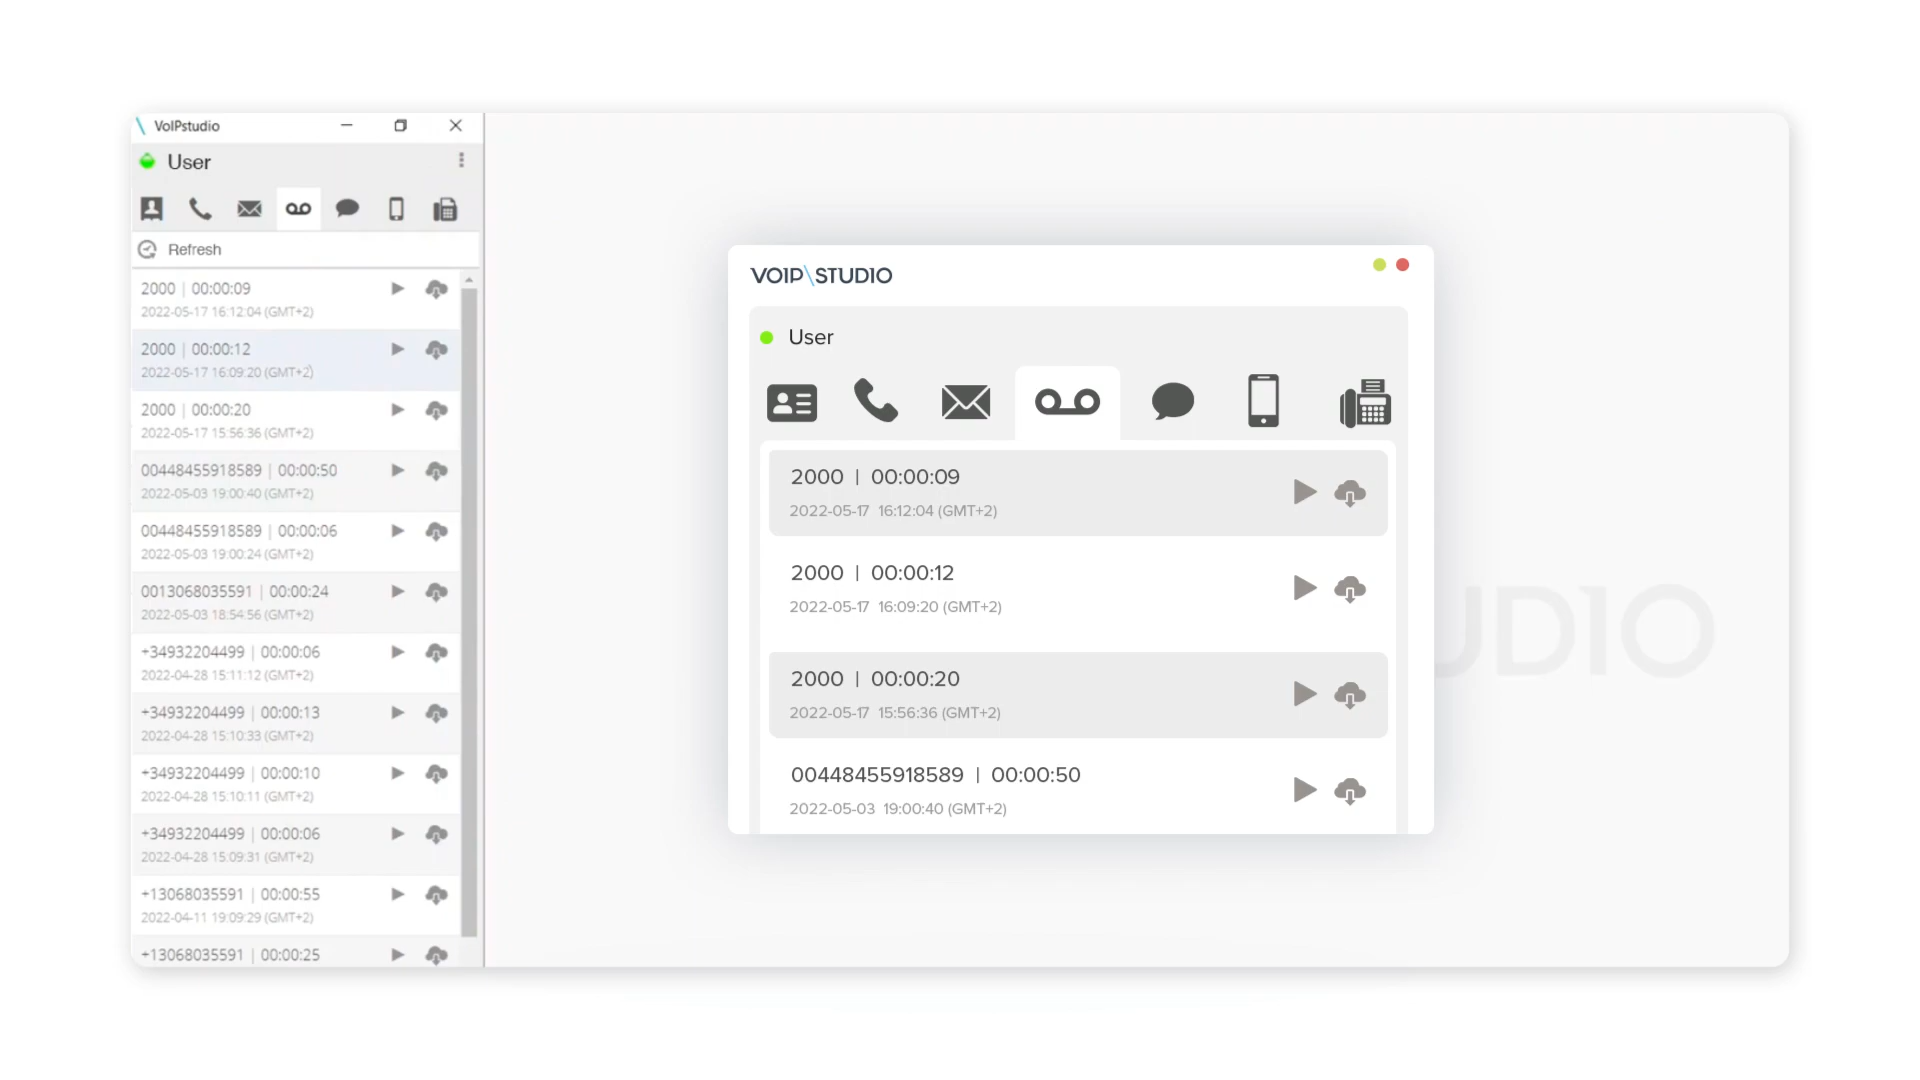 VoIPstudio
User
Refresh
2000 | 00:00:09
2022-05-17 16:12:04 (GMT+2)
2000 | 00:00:12
2022-05-17 16:09:20 (GMT+2)
2000 | 00:00:20
2022-05-17 15:56:36 (GMT+2)
00448455918589 | 00:00:50
2022-05-03 19:00:40 (GMT+2)
00448455918589 | 00:00:06
2022-05-03 19:00:24 (GMT+2)
0013068035591 | 00:00:24
2022-05-03 18:54:56 (GMT+2)
+34932204499 | 00:00:06
2022-04-28 15:11:12 (GMT+2)
+34932204499 | 00:00:13
2022-04-28 15:10:33 (GMT+2)
+34932204499 | 00:00:10
2022-04-28 15:10:11 (GMT+2)
+34932204499 | 00:00:06
2022-04-28 15:09:31 (GMT+2)
+13068035591 | 00:00:55
2022-04-11 19:09:29 (GMT+2)
+13068035591 | 00:00:25
VOIP\STUDIO
User
2000 | 00:00:09
2022-05-17 16:12:04 (GMT+2)
2000 | 00:00:12
2022-05-17 16:09:20 (GMT+2)
2000 | 00:00:20
2022-05-17 15:56:36 (GMT+2)
00448455918589 | 00:00:50
2022-05-03 19:00:40 (GMT+2)
UDIO